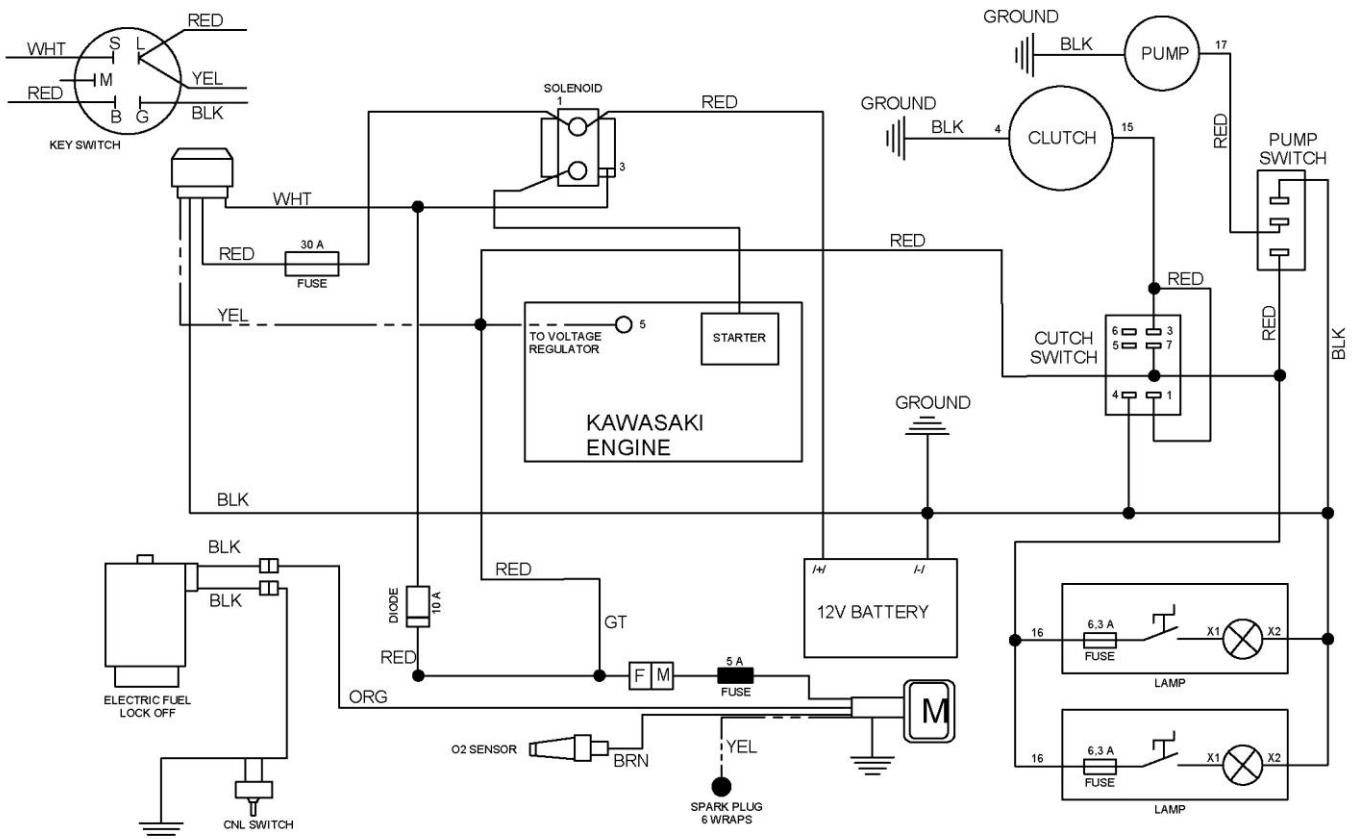 RED
WHT
S L
M
YEL
RED
B G
BLK
KEY SWITCH
SOLENOID
1
RED
3
WHT
RED
30 A
FUSE
YEL
TO VOLTAGE
REGULATOR
5
STARTER
KAWASAKI
ENGINE
RED
GROUND
BLK
PUMP
17
GROUND
BLK
4
CLUTCH
15
RED
PUMP
SWITCH
RED
RED
BLK
CUTCH
SWITCH
6
3
5
7
4
1
GROUND
BLK
/+/
/-/
12V BATTERY
BLK
BLK
ELECTRIC FUEL
LOCK OFF
DIODE
10 A
RED
RED
GT
F M
5 A
FUSE
ORG
M
O2 SENSOR
BRN
YEL
SPARK PLUG
6 WRAPS
CNL SWITCH
16
6,3 A
FUSE
X1
X2
LAMP
16
6,3 A
FUSE
X1
X2
LAMP